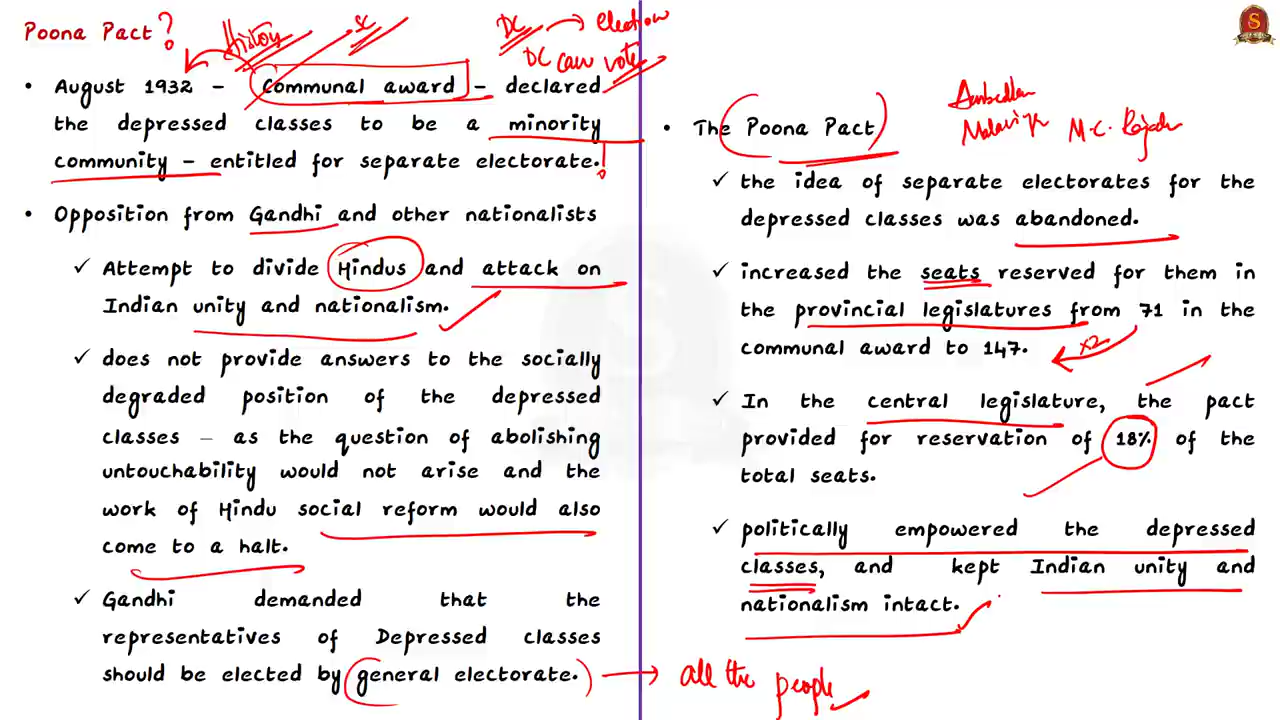 Poona Pact?
History
SC
DC → election
DC can vote
• August 1932 – Communal award – declared
the depressed classes to be a minority
community – entitled for separate electorate.!
• Opposition from Gandhi and other nationalists
✓ Attempt to divide Hindus and attack on
Indian unity and nationalism.
✓ does not provide answers to the socially
degraded position of the depressed
classes – as the question of abolishing
untouchability would not arise and the
work of Hindu social reform would also
come to a halt.
✓ Gandhi demanded that the
representatives of Depressed classes
should be elected by (general electorate.) → all the people
Ambedkar
Malaviya M.C. Rajah
• The (Poona Pact)
✓ the idea of separate electorates for the
depressed classes was abandoned.
✓ increased the seats reserved for them in
the provincial legislatures from 71 in the
communal award to 147.
x2
✓ In the central legislature, the pact
provided for reservation of 18% of the
total seats.
✓ politically empowered the depressed
classes, and kept Indian unity and
nationalism intact.
S